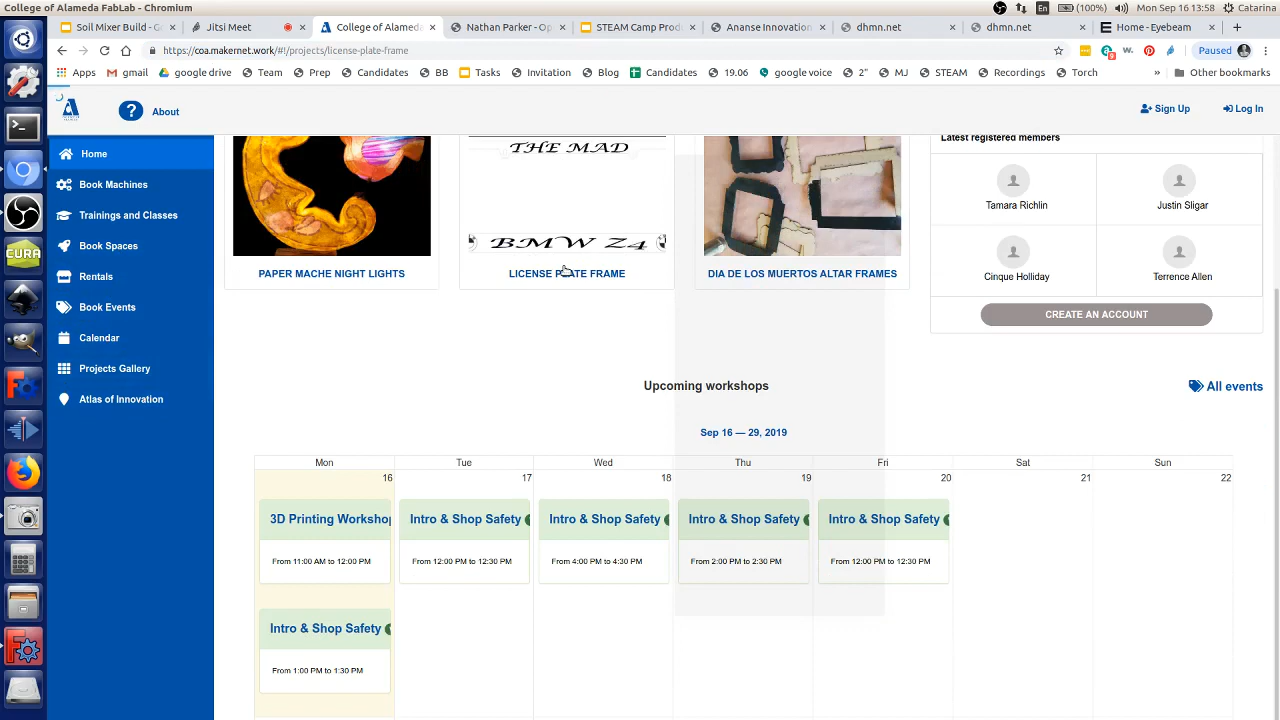 College of Alameda FabLab - Chromium
En (100%) Mon Sep 16 13:58 Catarina
Soil Mixer Build - Go
Jitsi Meet
College of Alameda
Nathan Parker - Op
STEAM Camp Prod
Ananse Innovation
dhmn.net
dhmn.net
Home - Eyebeam
https://coa.makernet.work/#!/projects/license-plate-frame
9
W.
Paused
Apps
gmail
google drive
Team
Prep
Candidates
BB
Tasks
Invitation
Blog
Candidates
19.06
google voice
2"
MJ
STEAM
Recordings
Torch
»
Other bookmarks
? About
Sign Up
Log In
Home
Book Machines
Trainings and Classes
Book Spaces
Rentals
Book Events
Calendar
Projects Gallery
Atlas of Innovation
CURA
THE MAD
BMW Z4
PAPER MACHE NIGHT LIGHTS
LICENSE PLATE FRAME
DIA DE LOS MUERTOS ALTAR FRAMES
Latest registered members
Tamara Richlin
Justin Sligar
Cinque Holliday
Terrence Allen
CREATE AN ACCOUNT
Upcoming workshops
All events
Sep 16 — 29, 2019
Mon Tue Wed Thu Fri Sat Sun
16 17 18 19 20 21 22
3D Printing Workshop
From 11:00 AM to 12:00 PM
Intro & Shop Safety
From 12:00 PM to 12:30 PM
Intro & Shop Safety
From 4:00 PM to 4:30 PM
Intro & Shop Safety
From 2:00 PM to 2:30 PM
Intro & Shop Safety
From 12:00 PM to 12:30 PM
Intro & Shop Safety
From 1:00 PM to 1:30 PM